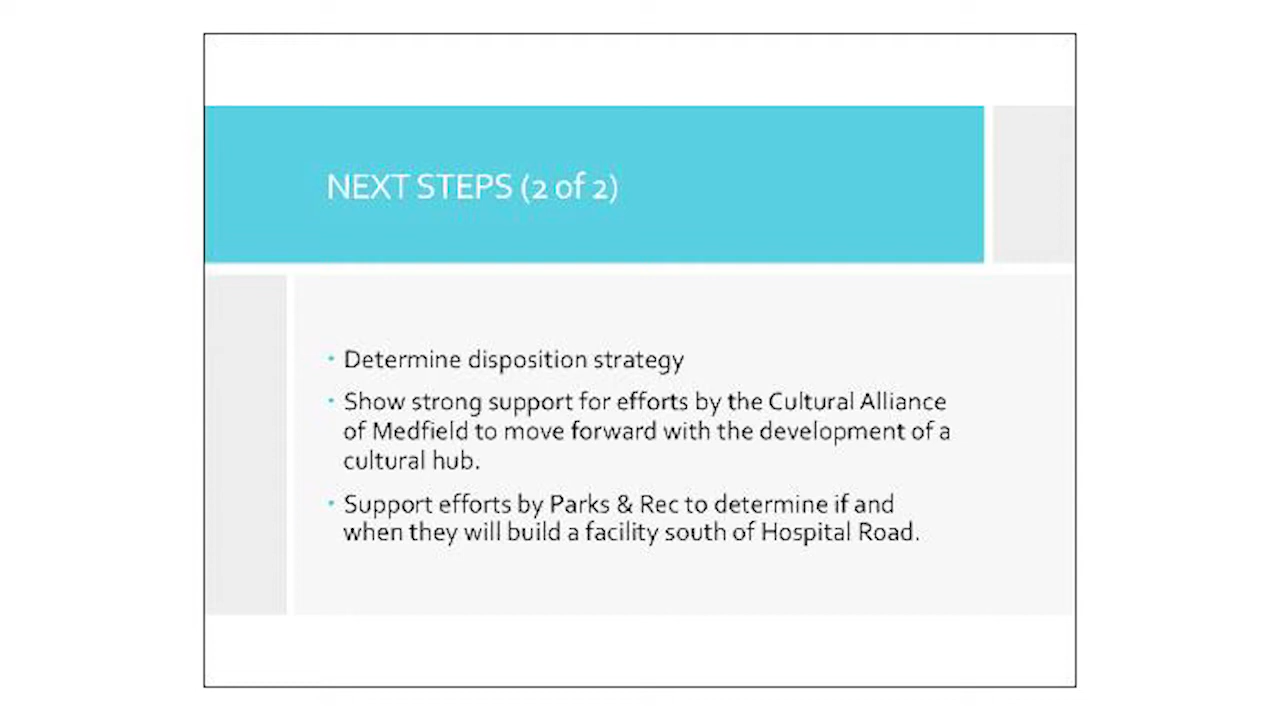 NEXT STEPS (2 of 2)
• Determine disposition strategy
• Show strong support for efforts by the Cultural Alliance
of Medfield to move forward with the development of a
cultural hub.
• Support efforts by Parks & Rec to determine if and
when they will build a facility south of Hospital Road.